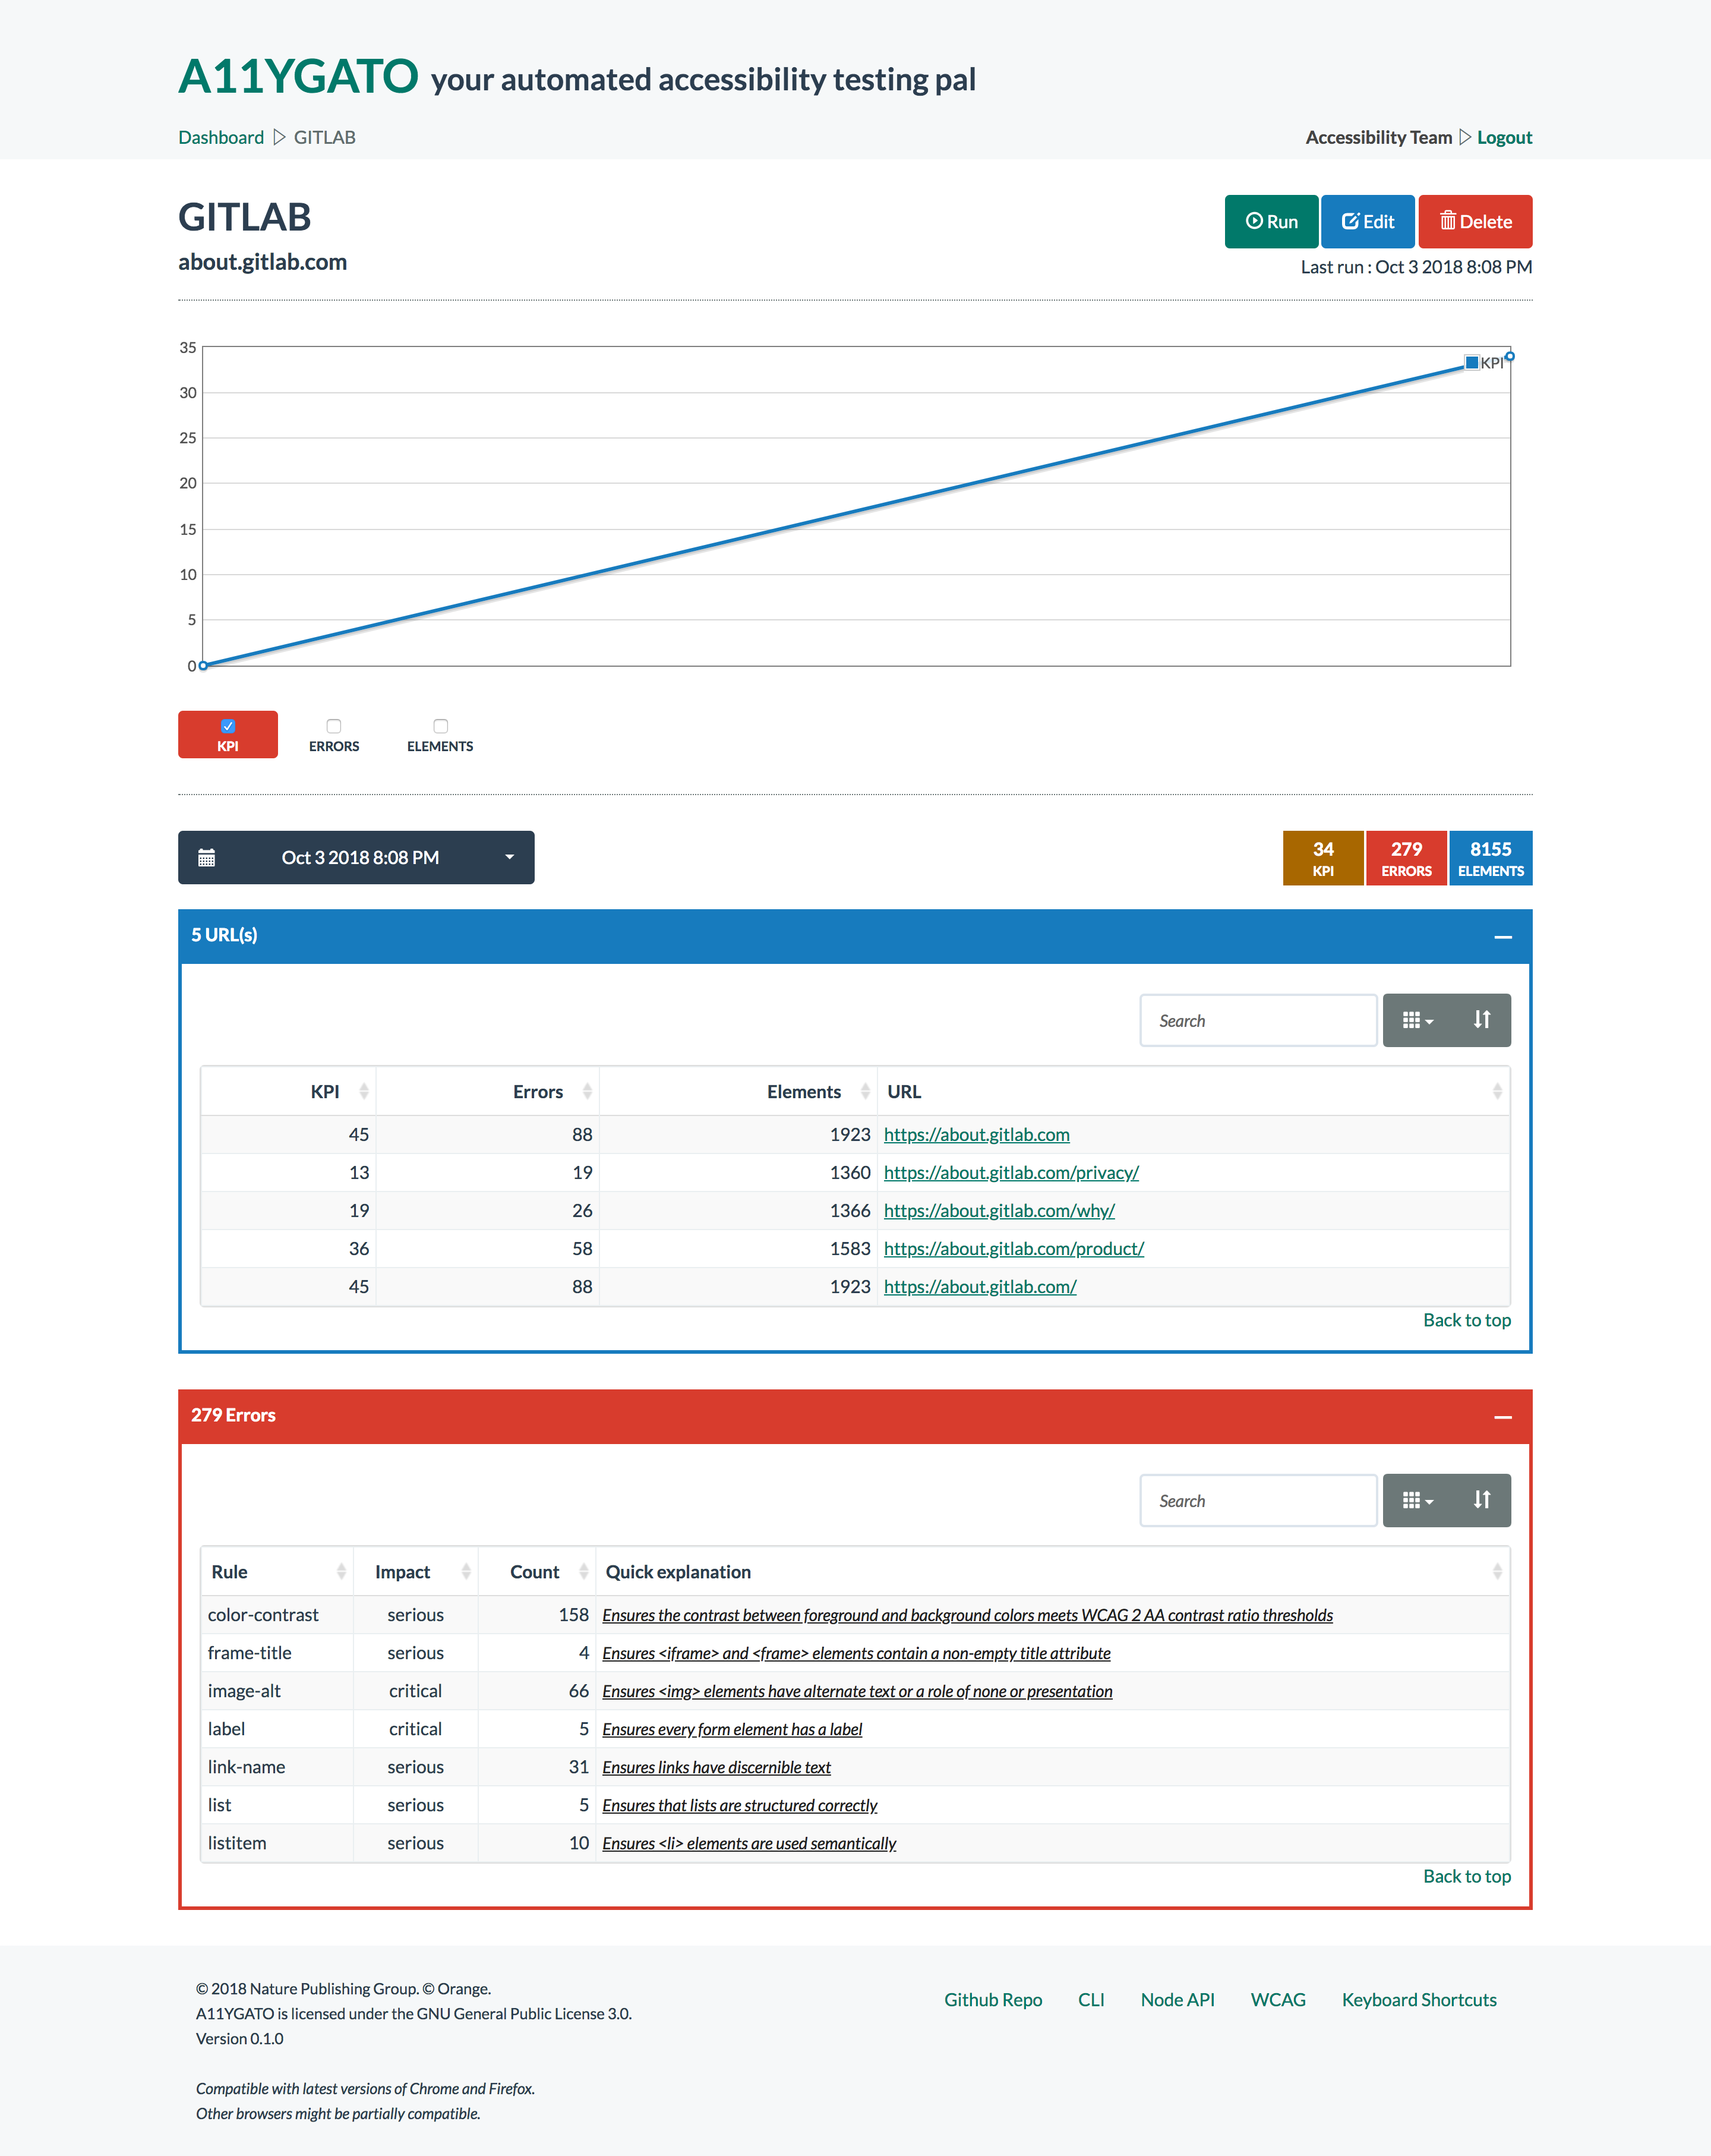 A11YGATO your automated accessibility testing pal
Dashboard GITLAB
Accessibility Team Logout
GITLAB
about.gitlab.com
Run Edit Delete
Last run : Oct 3 2018 8:08 PM
35
30
25
20
15
10
5
0
KPI
KPI ERRORS ELEMENTS
Oct 3 2018 8:08 PM
34 279 8155
KPI ERRORS ELEMENTS
5 URL(s)
Search
KPI Errors Elements URL
45 88 1923 https://about.gitlab.com
13 19 1360 https://about.gitlab.com/privacy/
19 26 1366 https://about.gitlab.com/why/
36 58 1583 https://about.gitlab.com/product/
45 88 1923 https://about.gitlab.com/
Back to top
279 Errors
Search
Rule Impact Count Quick explanation
color-contrast serious 158 Ensures the contrast between foreground and background colors meets WCAG 2 AA contrast ratio thresholds
frame-title serious 4 Ensures <iframe> and <frame> elements contain a non-empty title attribute
image-alt critical 66 Ensures <img> elements have alternate text or a role of none or presentation
label critical 5 Ensures every form element has a label
link-name serious 31 Ensures links have discernible text
list serious 5 Ensures that lists are structured correctly
listitem serious 10 Ensures <li> elements are used semantically
Back to top
© 2018 Nature Publishing Group. © Orange.
A11YGATO is licensed under the GNU General Public License 3.0.
Version 0.1.0
Compatible with latest versions of Chrome and Firefox.
Other browsers might be partially compatible.
Github Repo CLI Node API WCAG Keyboard Shortcuts